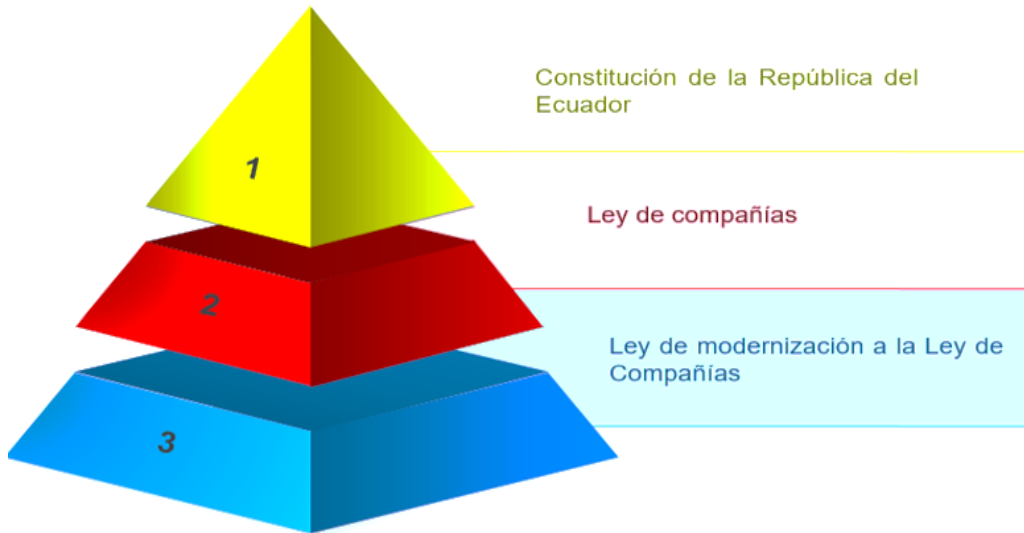 Constitución de la República del
Ecuador
1
Ley de compañías
2
Ley de modernización a la Ley de
Compañías
3